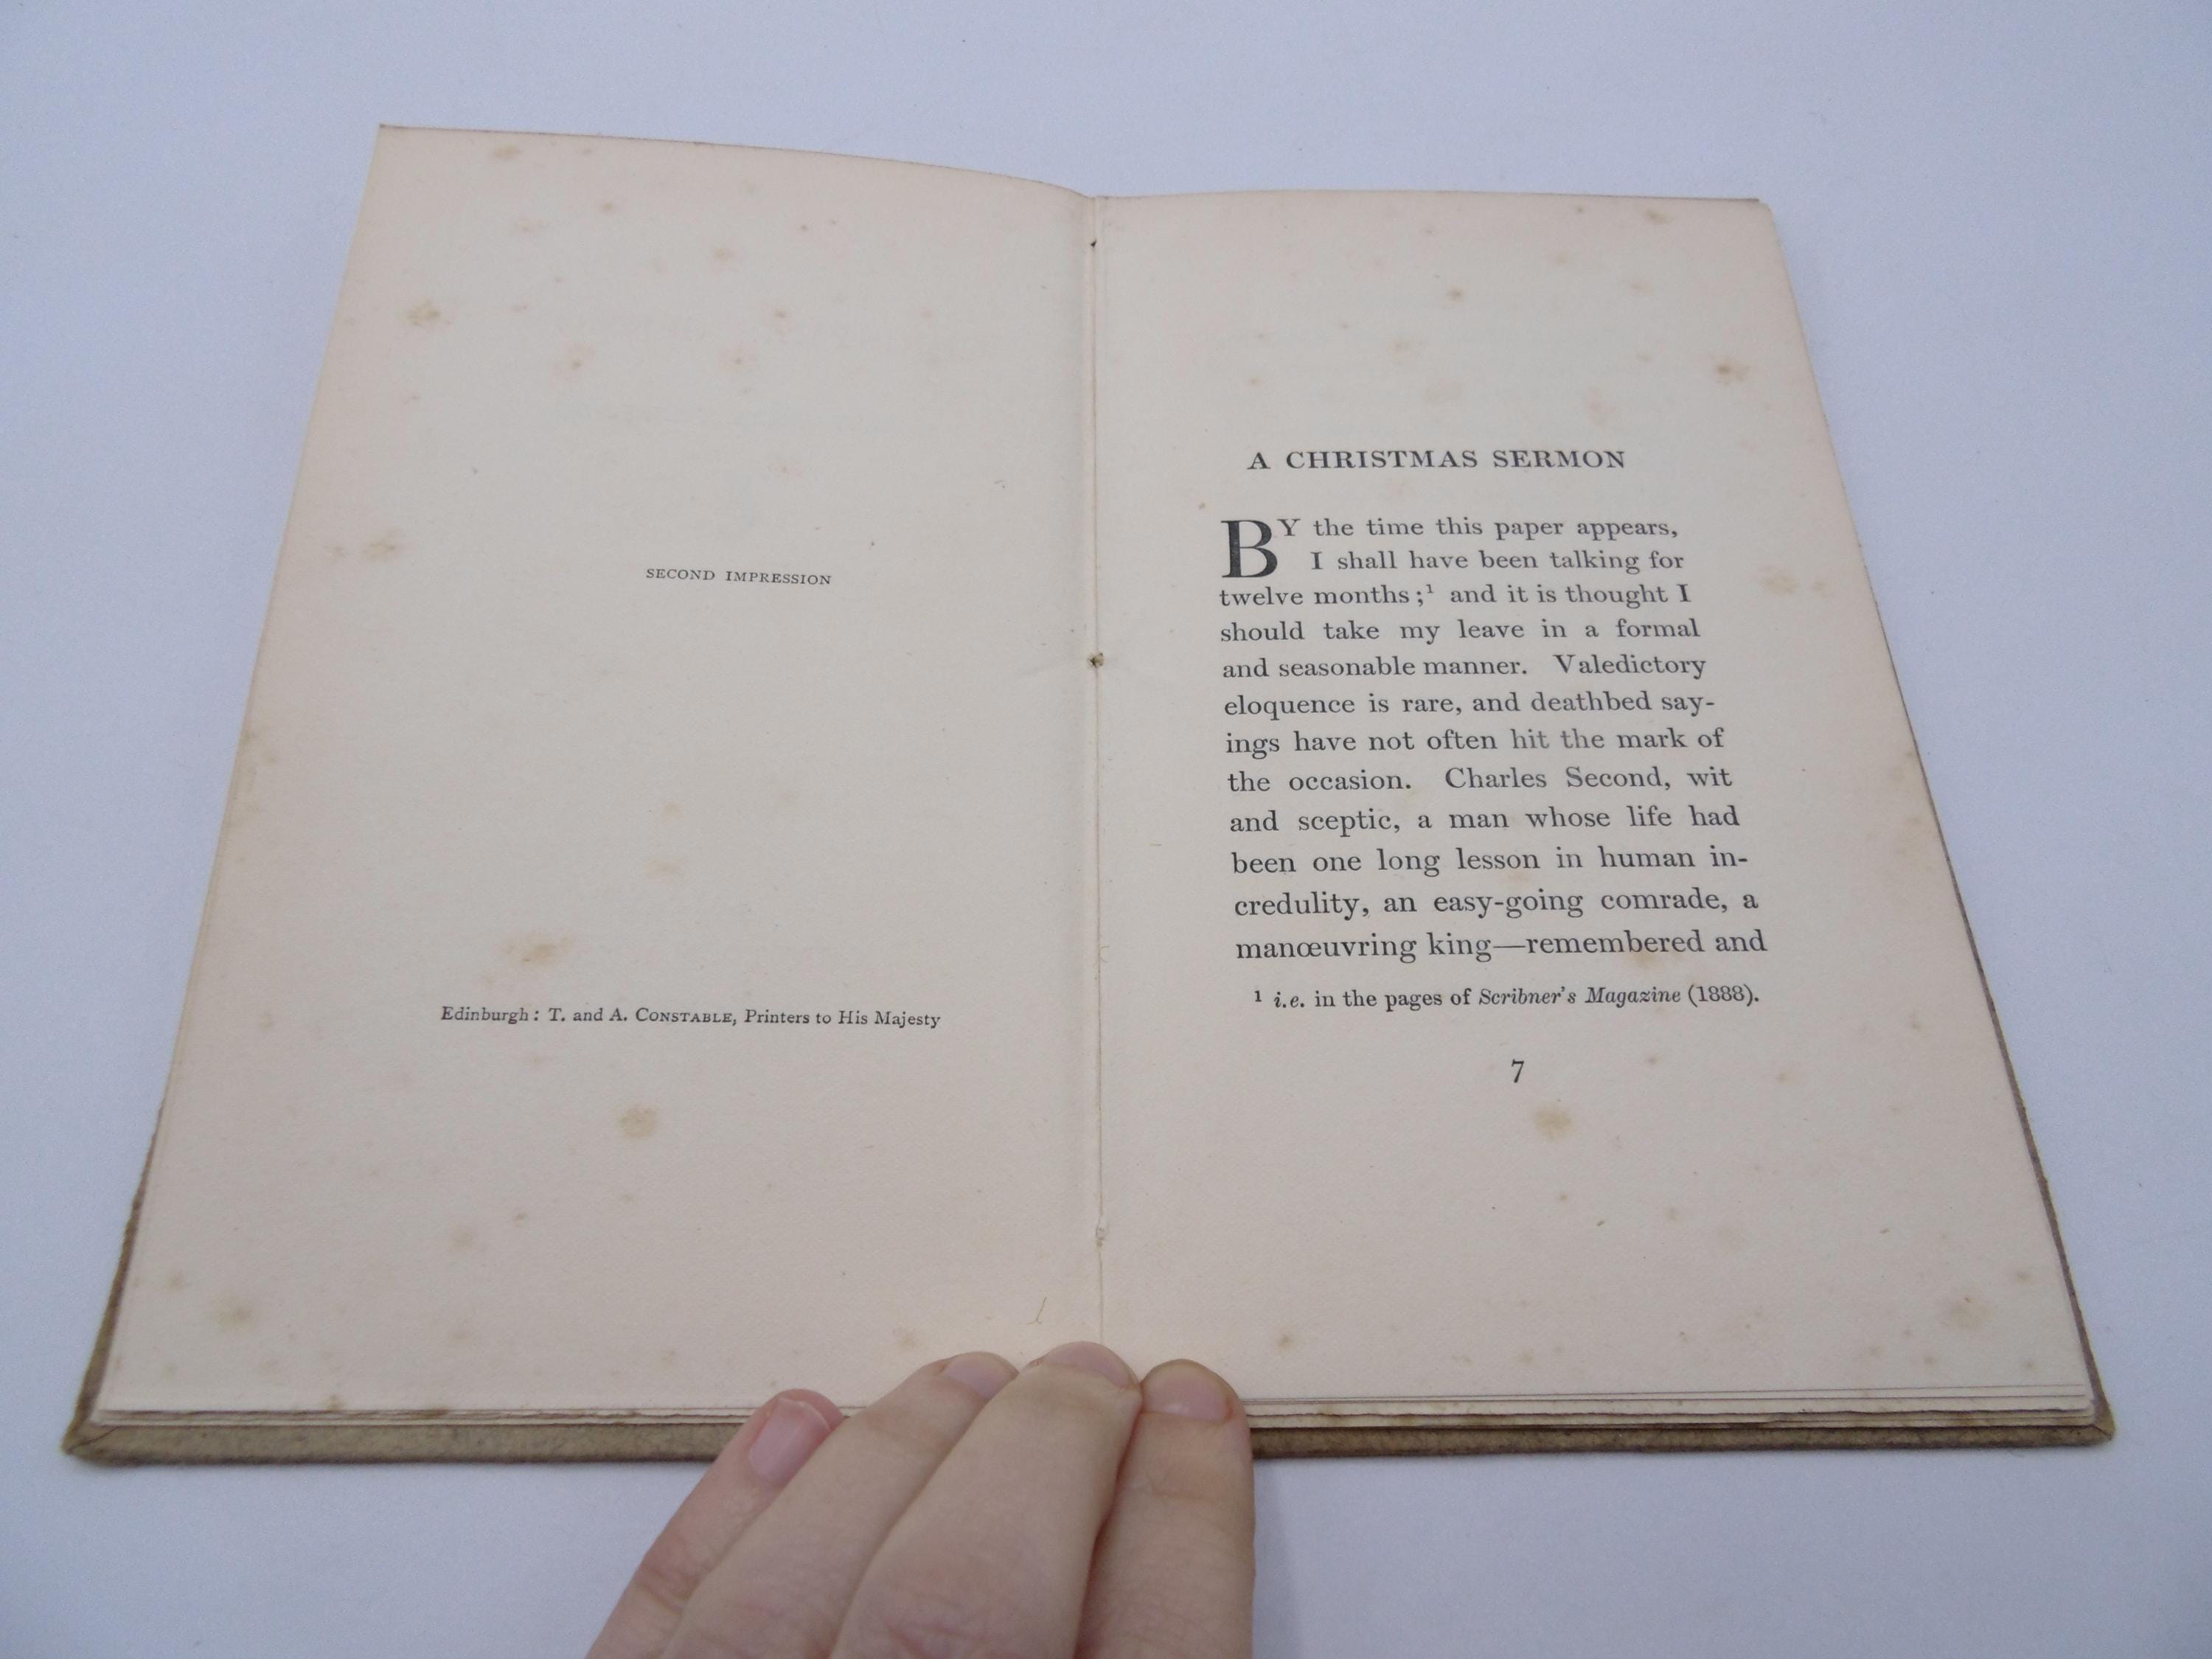 SECOND IMPRESSION
Edinburgh: T. and A. CONSTABLE, Printers to His Majesty
A CHRISTMAS SERMON
BY the time this paper appears,
I shall have been talking for
twelve months;¹ and it is thought I
should take my leave in a formal
and seasonable manner. Valedictory
eloquence is rare, and deathbed say-
ings have not often hit the mark of
the occasion. Charles Second, wit
and sceptic, a man whose life had
been one long lesson in human in-
credulity, an easy-going comrade, a
manœuvring king—remembered and
¹ i.e. in the pages of Scribner's Magazine (1888).
7